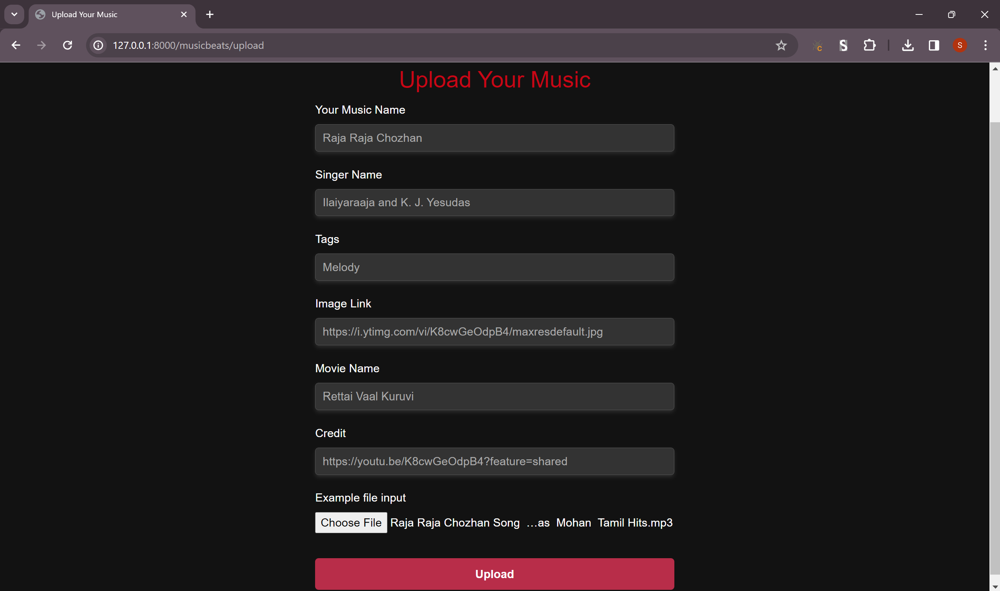 Upload Your Music
127.0.0.1:8000/musicbeats/upload
C
S
S
Upload Your Music
Your Music Name
Raja Raja Chozhan
Singer Name
Ilaiyaraaja and K. J. Yesudas
Tags
Melody
Image Link
https://i.ytimg.com/vi/K8cwGeOdpB4/maxresdefault.jpg
Movie Name
Rettai Vaal Kuruvi
Credit
https://youtu.be/K8cwGeOdpB4?feature=shared
Example file input
Choose File Raja Raja Chozhan Song …as Mohan Tamil Hits.mp3
Upload